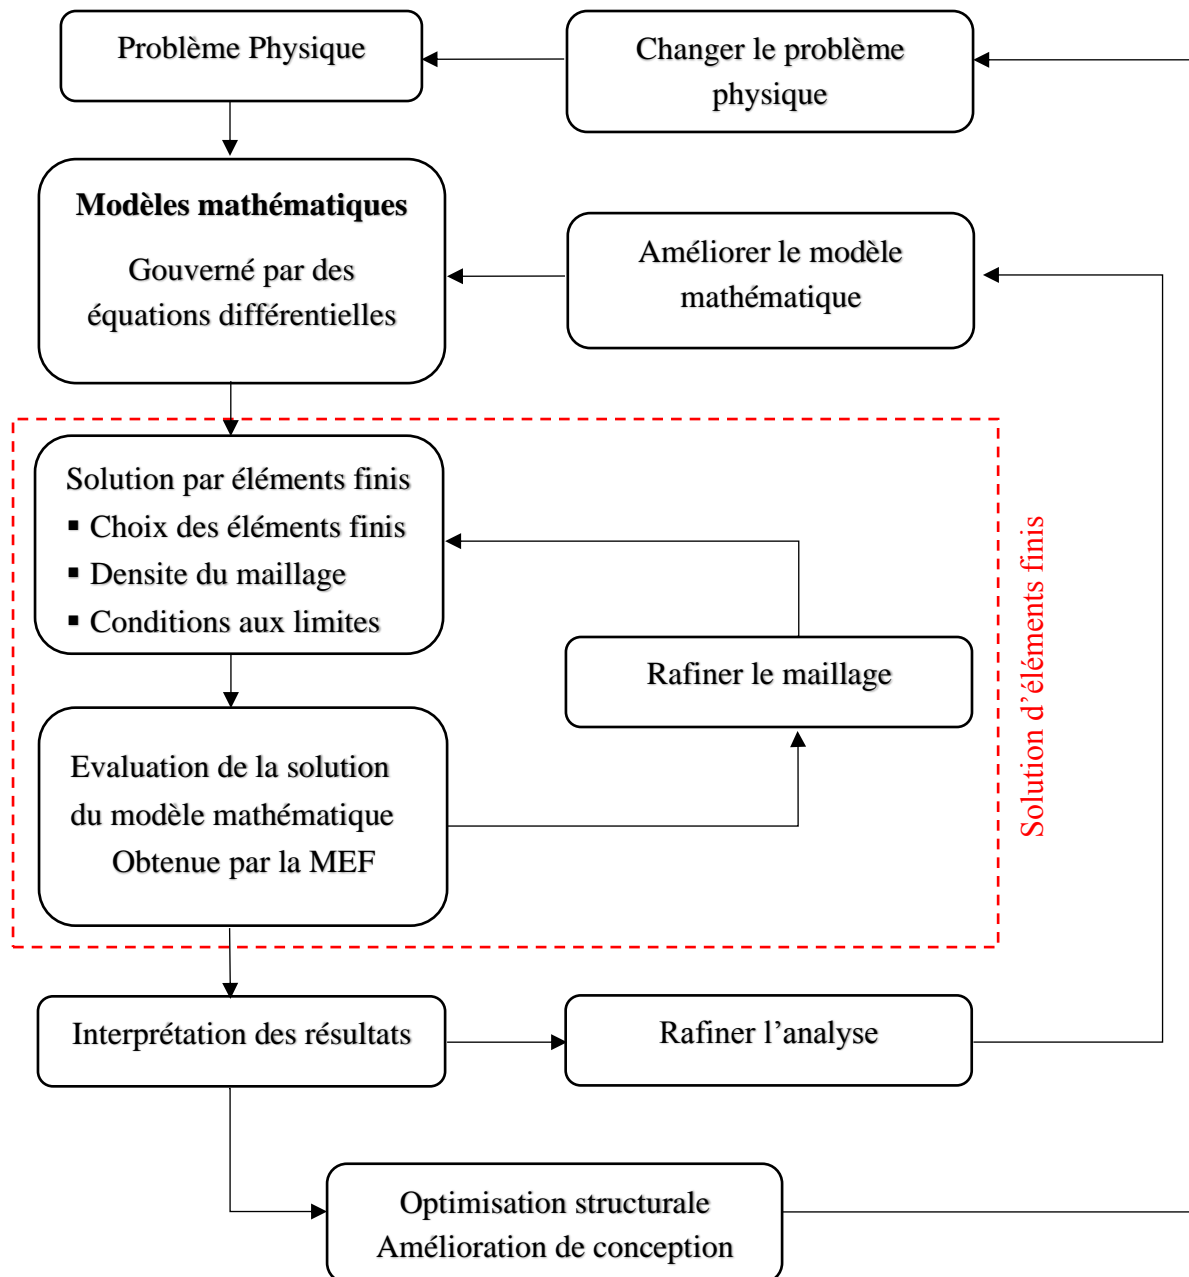 Problème Physique
Changer le problème
physique
Modèles mathématiques
Gouverné par des
équations différentielles
Améliorer le modèle
mathématique
Solution par éléments finis
▪ Choix des éléments finis
▪ Densite du maillage
▪ Conditions aux limites
Rafiner le maillage
Solution d'éléments finis
Evaluation de la solution
du modèle mathématique
Obtenue par la MEF
Interprétation des résultats
Rafiner l'analyse
Optimisation structurale
Amélioration de conception